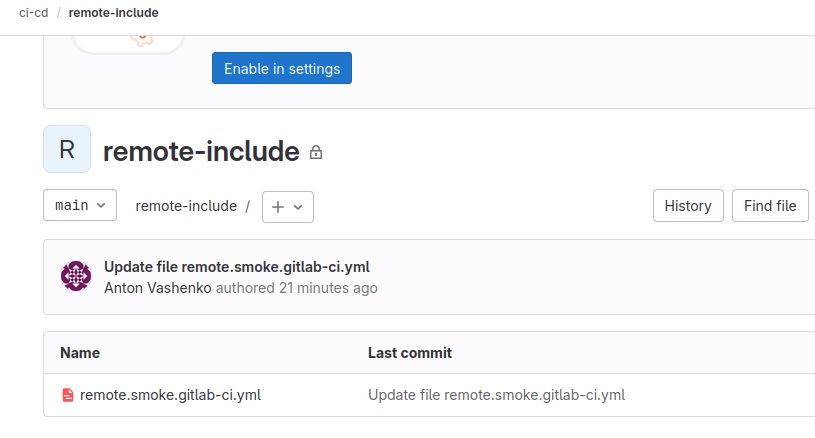 ci-cd / remote-include
Enable in settings
R
remote-include
main remote-include / + History Find file
Update file remote.smoke.gitlab-ci.yml
Anton Vashenko authored 21 minutes ago
Name Last commit
remote.smoke.gitlab-ci.yml Update file remote.smoke.gitlab-ci.yml